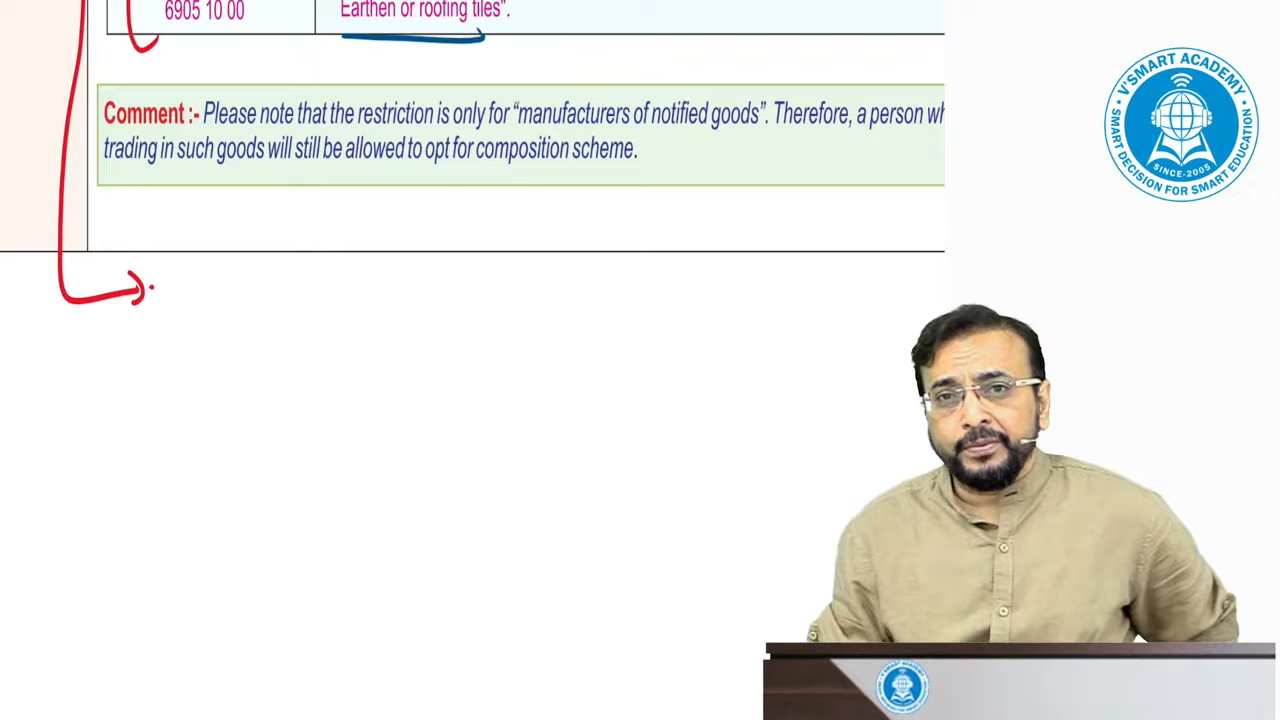 6905 10 00
Earthen or roofing tiles".
Comment :- Please note that the restriction is only for "manufacturers of notified goods". Therefore, a person wh
trading in such goods will still be allowed to opt for composition scheme.
V'SMART ACADEMY
SMART DECISION FOR SMART EDUCATION
SINCE-2005